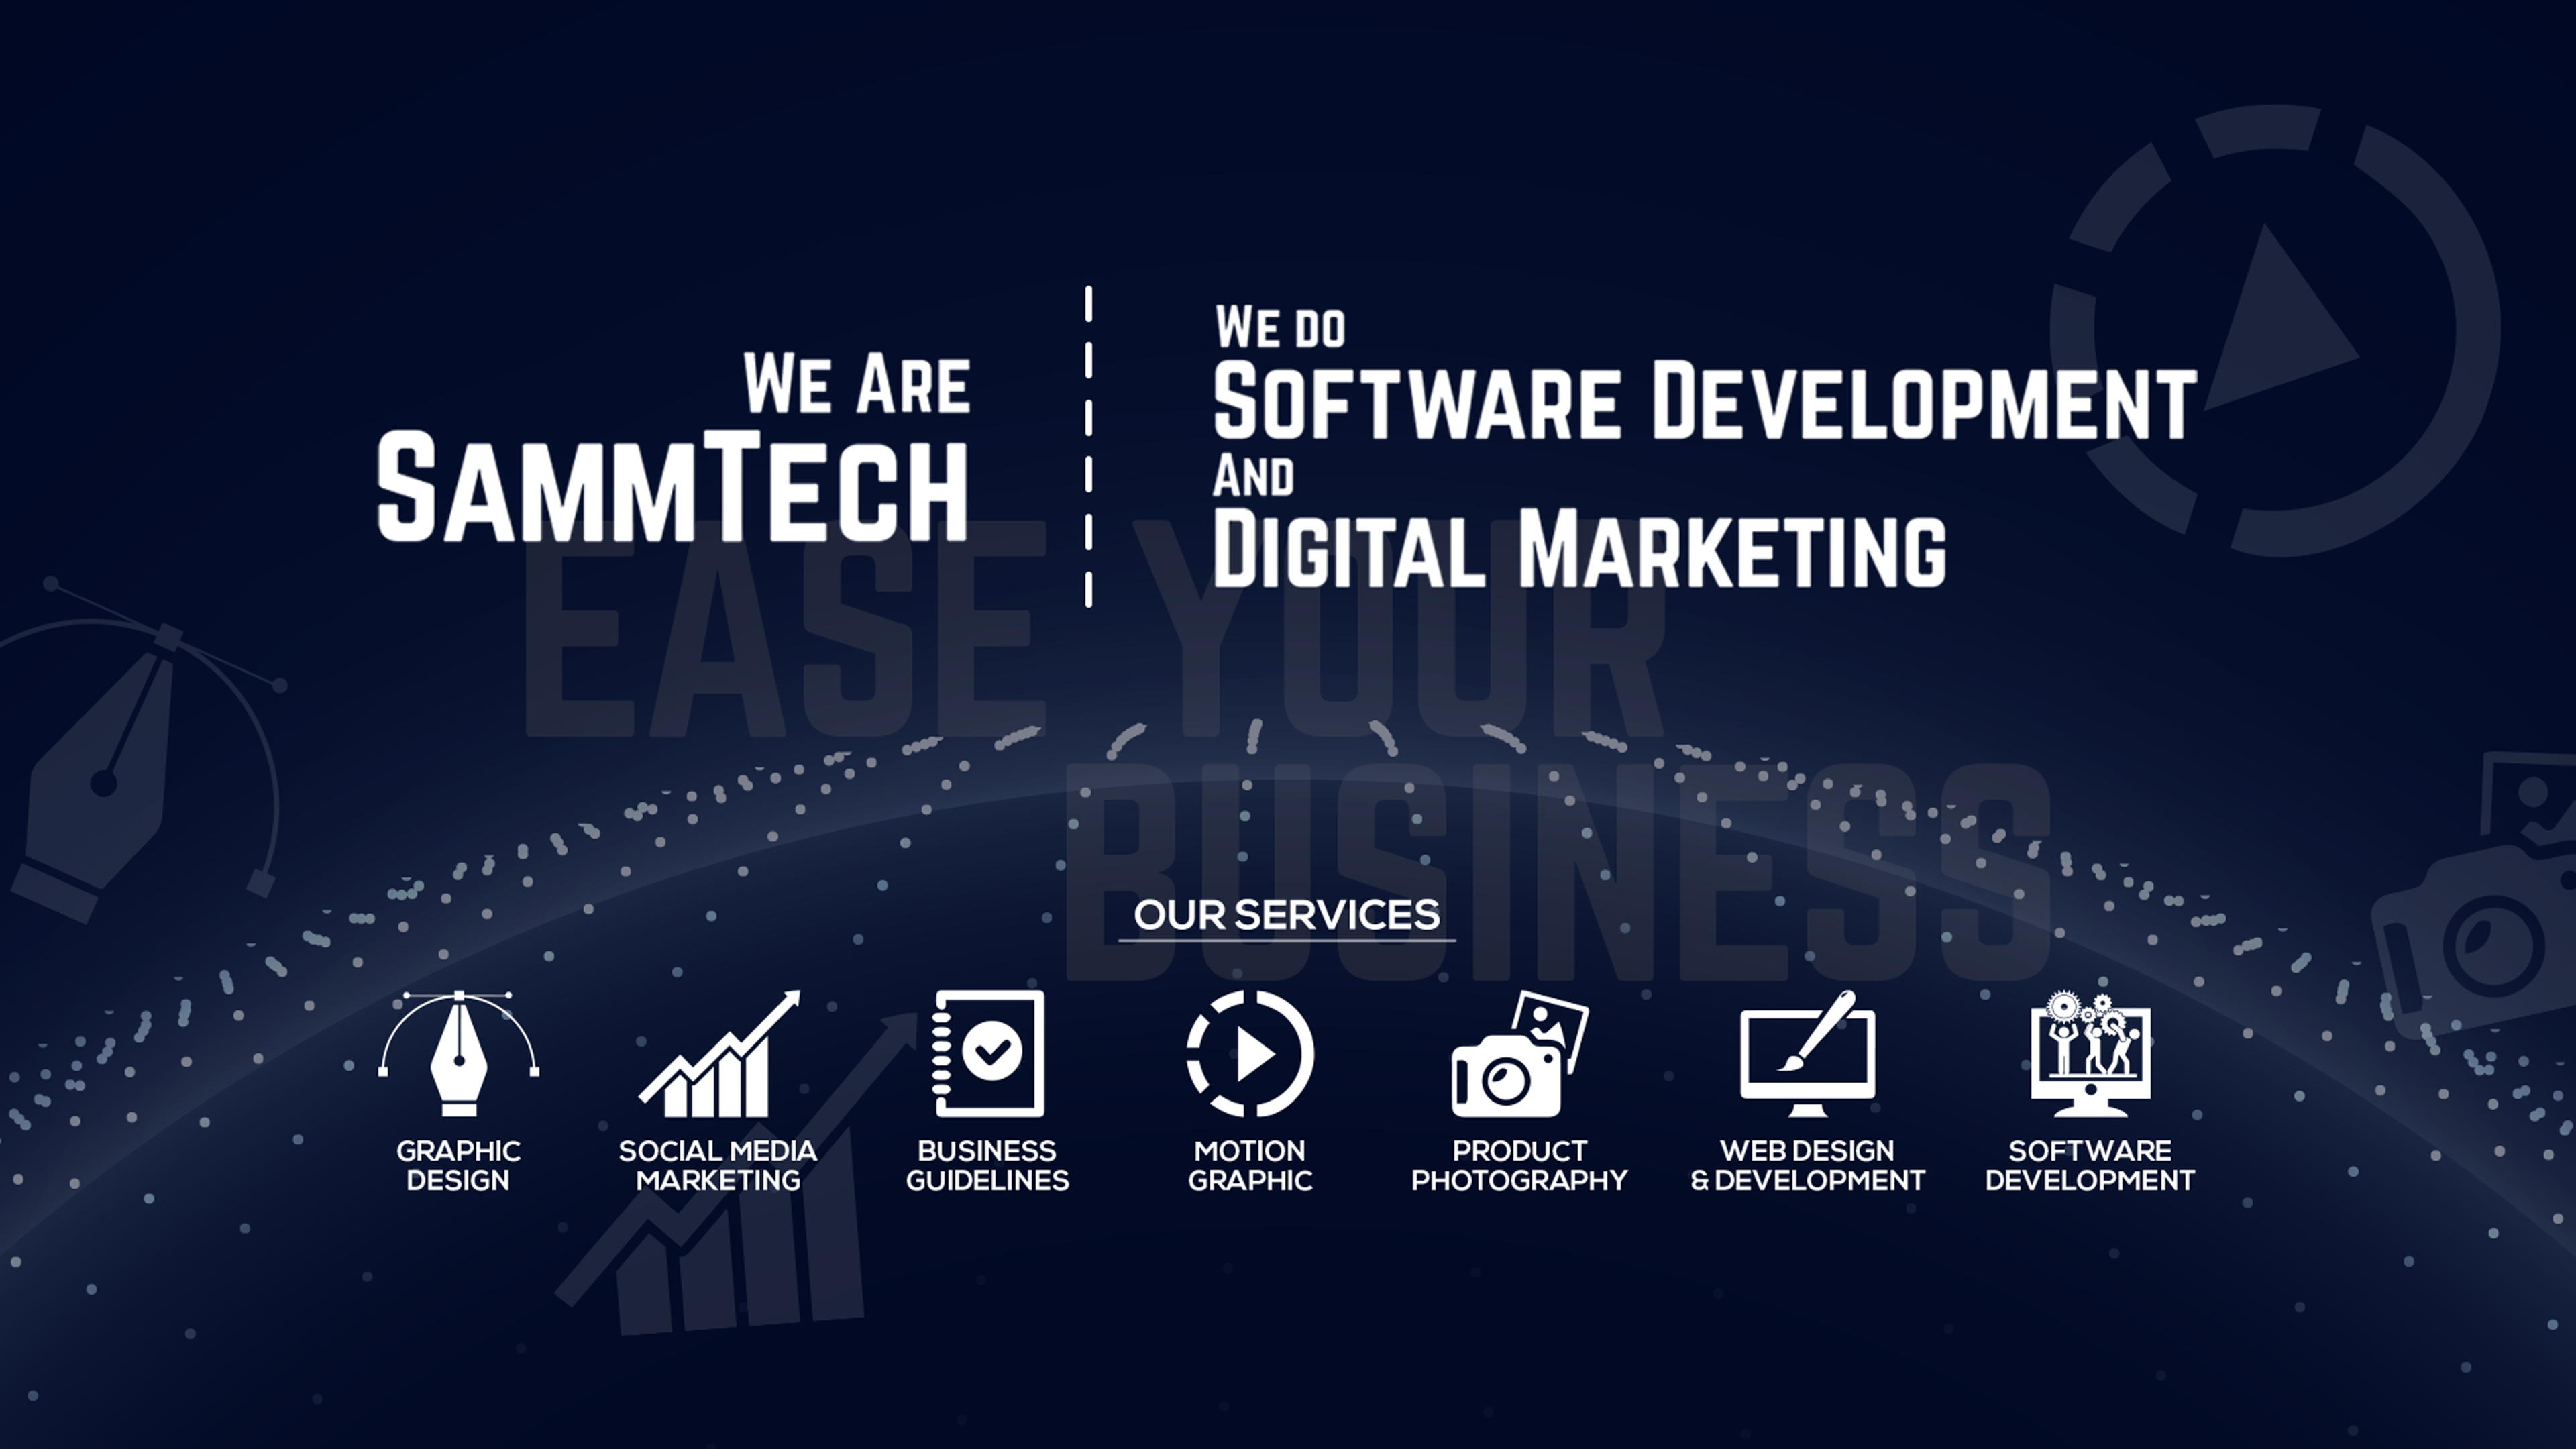 We Are
SammTech
We do
Software Development
And
Digital Marketing
EASE YOUR
BUSINESS
OUR SERVICES
GRAPHIC
DESIGN
SOCIAL MEDIA
MARKETING
BUSINESS
GUIDELINES
MOTION
GRAPHIC
PRODUCT
PHOTOGRAPHY
WEB DESIGN
& DEVELOPMENT
SOFTWARE
DEVELOPMENT